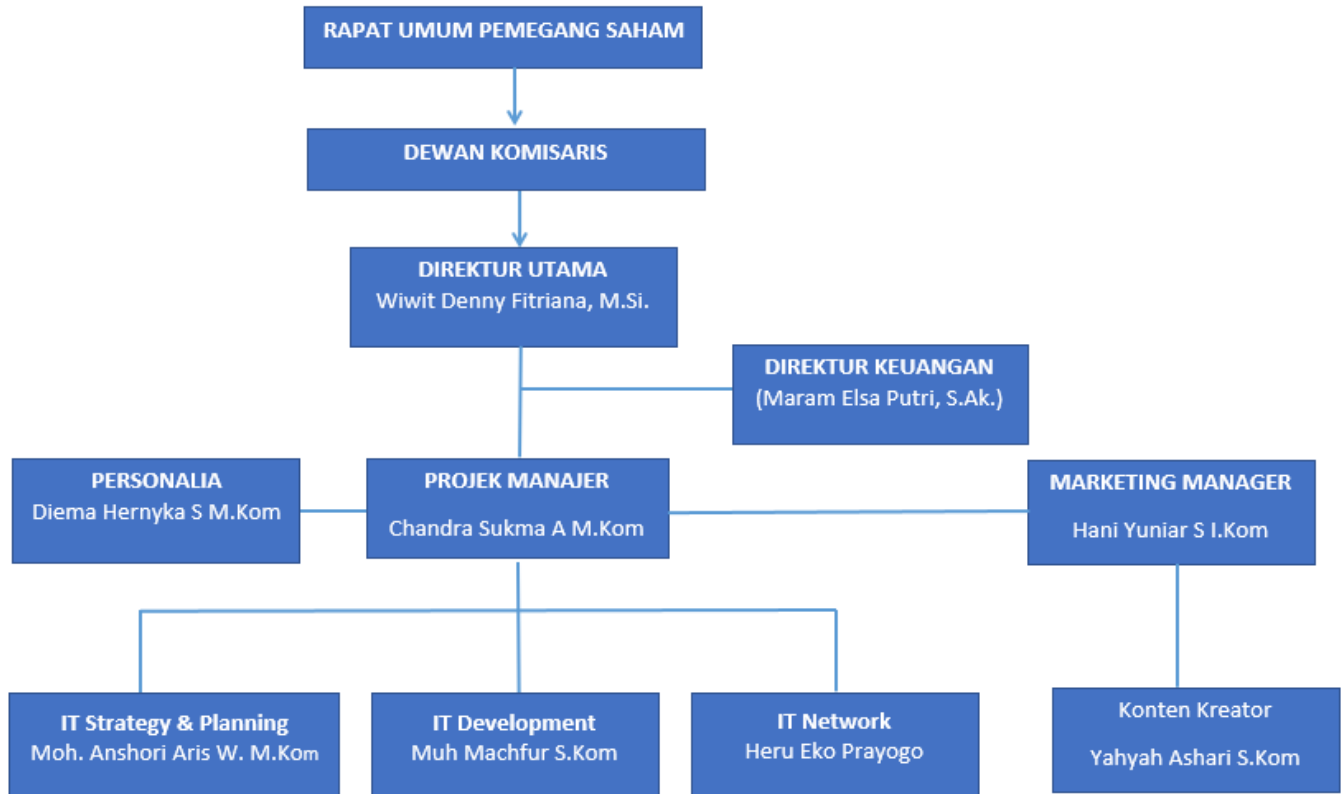 RAPAT UMUM PEMEGANG SAHAM
DEWAN KOMISARIS
DIREKTUR UTAMA
Wiwit Denny Fitriana, M.Si.
DIREKTUR KEUANGAN
(Maram Elsa Putri, S.Ak.)
PERSONALIA
Diema Hernyka S M.Kom
PROJEK MANAJER
Chandra Sukma A M.Kom
MARKETING MANAGER
Hani Yuniar S I.Kom
IT Strategy & Planning
Moh. Anshori Aris W. M.Kom
IT Development
Muh Machfur S.Kom
IT Network
Heru Eko Prayogo
Konten Kreator
Yahyah Ashari S.Kom